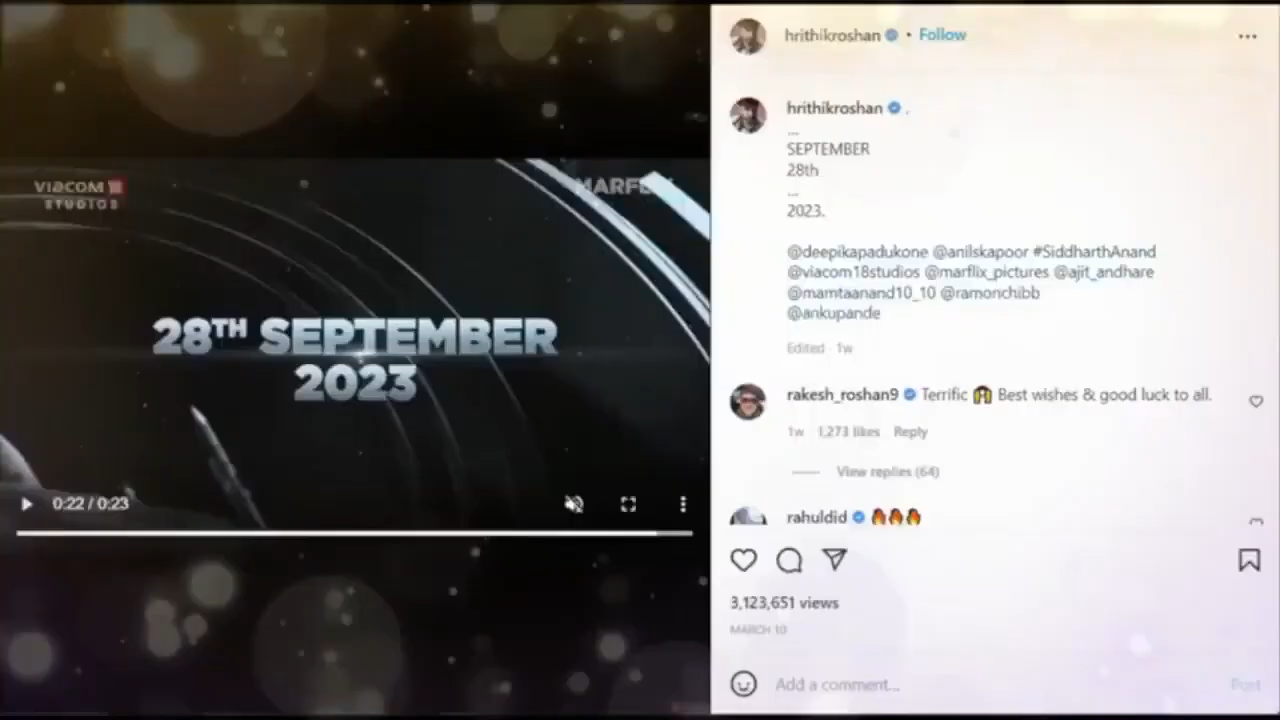 VIACOM 18
STUDIOS
28TH SEPTEMBER
2023
0:22 / 0:23
hrithikroshan • Follow
hrithikroshan .
...
SEPTEMBER
28th
...
2023.
@deepikapadukone @anilskapoor #SiddharthAnand
@viacom18studios @marflix_pictures @ajit_andhare
@mamtaanand10_10 @ramonchibb
@ankupande
Edited · 1w
rakesh_roshan9 Terrific 🙌 Best wishes & good luck to all.
1w 1,273 likes Reply
View replies (64)
rahuldid 🔥🔥🔥
3,123,651 views
MARCH 10
Add a comment...
Post